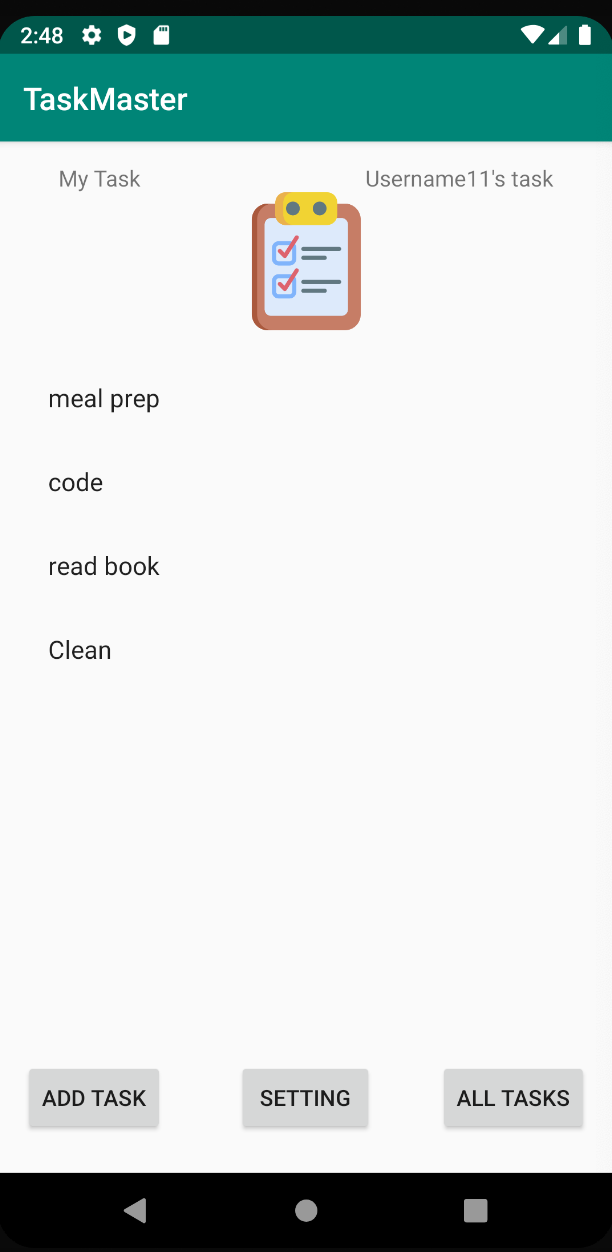 2:48
TaskMaster
My Task
Username11's task
meal prep
code
read book
Clean
ADD TASK
SETTING
ALL TASKS